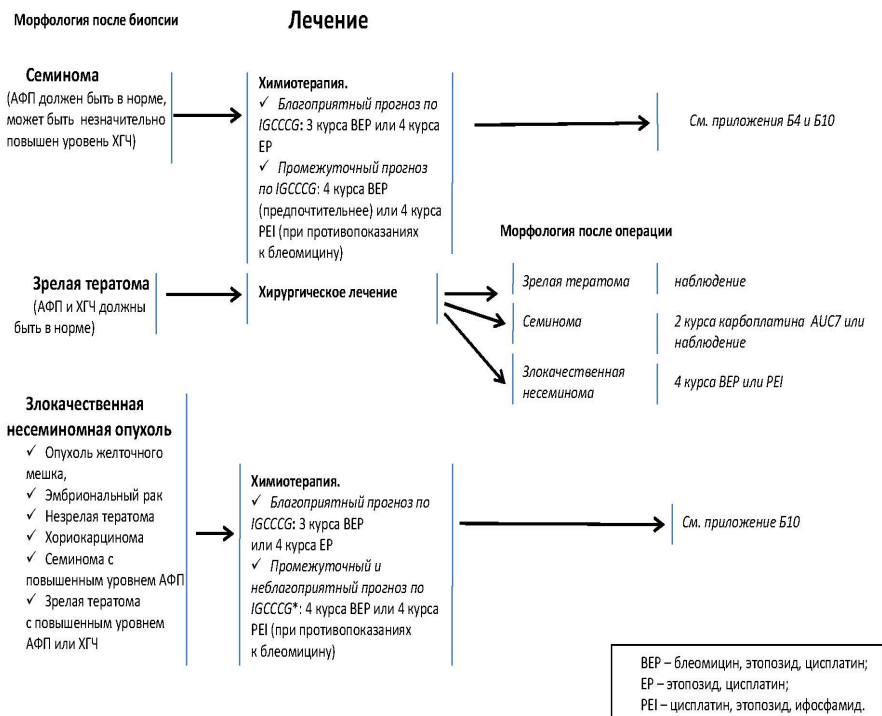 Морфология после биопсии
Лечение
Семинома
(АФП должен быть в норме,
может быть незначительно
повышен уровень ХГЧ)
Химиотерапия.
✓ Благоприятный прогноз по
IGCCCG: 3 курса BEP или 4 курса
EP
✓ Промежуточный прогноз
по IGCCCG: 4 курса BEP
(предпочтительнее) или 4 курса
PEI (при противопоказаниях
к блеомицину)
См. приложения Б4 и Б10
Зрелая тератома
(АФП и ХГЧ должны
быть в норме)
Хирургическое лечение
Морфология после операции
Зрелая тератома
наблюдение
Семинома
2 курса карбоплатина AUC7 или
наблюдение
Злокачественная
несеминома
4 курса BEP или PEI
Злокачественная
несеминомная опухоль
✓ Опухоль желточного
мешка,
✓ Эмбриональный рак
✓ Незрелая тератома
✓ Хориокарцинома
✓ Семинома с
повышенным уровнем АФП
✓ Зрелая тератома
с повышенным уровнем
АФП или ХГЧ
Химиотерапия.
✓ Благоприятный прогноз по
IGCCCG: 3 курса BEP
или 4 курса EP
✓ Промежуточный и
неблагоприятный прогноз по
IGCCCG*: 4 курса BEP или 4 курса
PEI (при противопоказаниях
к блеомицину)
См. приложение Б10
BEP – блеомицин, этопозид, цисплатин;
EP – этопозид, цисплатин;
PEI – цисплатин, этопозид, ифосфамид.